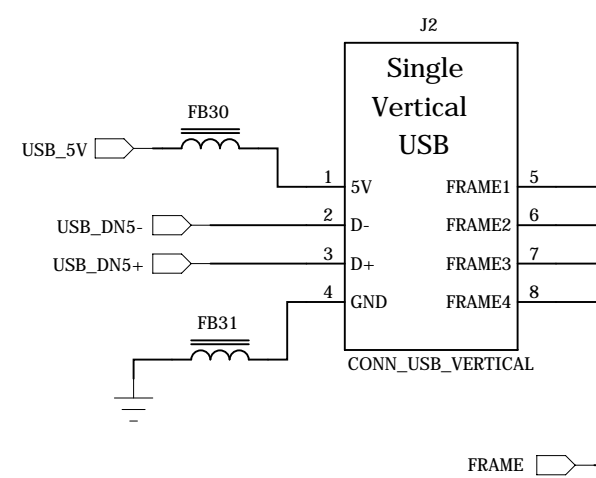 J2
Single
Vertical
USB
FB30
USB_5V
1 5V FRAME1 5
USB_DN5- 2 D- FRAME2 6
USB_DN5+ 3 D+ FRAME3 7
4 GND FRAME4 8
FB31
CONN_USB_VERTICAL
FRAME